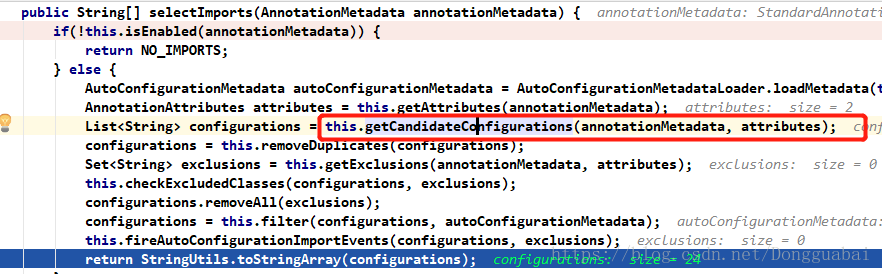 public String[] selectImports(AnnotationMetadata annotationMetadata) { annotationMetadata: StandardAnnotat
if(!this.isEnabled(annotationMetadata)) {
return NO_IMPORTS;
} else {
AutoConfigurationMetadata autoConfigurationMetadata = AutoConfigurationMetadataLoader.loadMetadata(t
AnnotationAttributes attributes = this.getAttributes(annotationMetadata); attributes: size = 2
List<String> configurations = this.getCandidateConfigurations(annotationMetadata, attributes); conf
configurations = this.removeDuplicates(configurations);
Set<String> exclusions = this.getExclusions(annotationMetadata, attributes); exclusions: size = 0
this.checkExcludedClasses(configurations, exclusions);
configurations.removeAll(exclusions);
configurations = this.filter(configurations, autoConfigurationMetadata); autoConfigurationMetadata:
this.fireAutoConfigurationImportEvents(configurations, exclusions); exclusions: size = 0
return StringUtils.toStringArray(configurations); configurations: size = 24
https://blog.csdn.net/Dongguabai